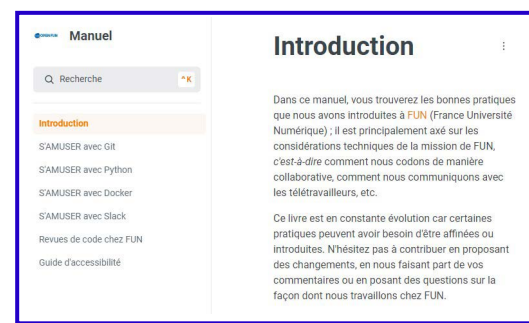 OPEN FUN Manuel
Recherche
^K
Introduction
S'AMUSER avec Git
S'AMUSER avec Python
S'AMUSER avec Docker
S'AMUSER avec Slack
Revues de code chez FUN
Guide d'accessibilité
Introduction
Dans ce manuel, vous trouverez les bonnes pratiques
que nous avons introduites à FUN (France Université
Numérique) ; il est principalement axé sur les
considérations techniques de la mission de FUN,
c'est-à-dire comment nous codons de manière
collaborative, comment nous communiquons avec
les télétravailleurs, etc.
Ce livre est en constante évolution car certaines
pratiques peuvent avoir besoin d'être affinées ou
introduites. N'hésitez pas à contribuer en proposant
des changements, en nous faisant part de vos
commentaires ou en posant des questions sur la
façon dont nous travaillons chez FUN.